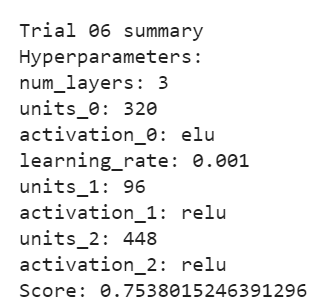 Trial 06 summary
Hyperparameters:
num_layers: 3
units_0: 320
activation_0: elu
learning_rate: 0.001
units_1: 96
activation_1: relu
units_2: 448
activation_2: relu
Score: 0.7538015246391296